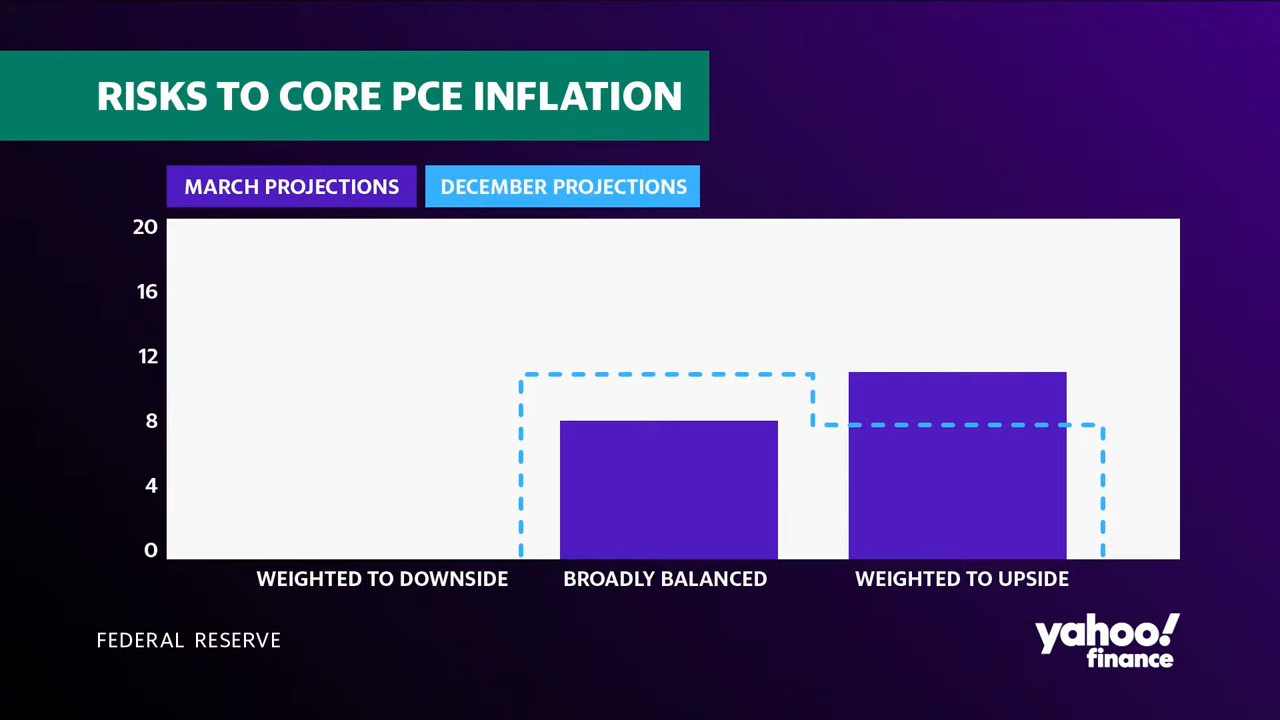 RISKS TO CORE PCE INFLATION
MARCH PROJECTIONS
DECEMBER PROJECTIONS
20
16
12
8
4
0
WEIGHTED TO DOWNSIDE
BROADLY BALANCED
WEIGHTED TO UPSIDE
FEDERAL RESERVE
yahoo!
finance